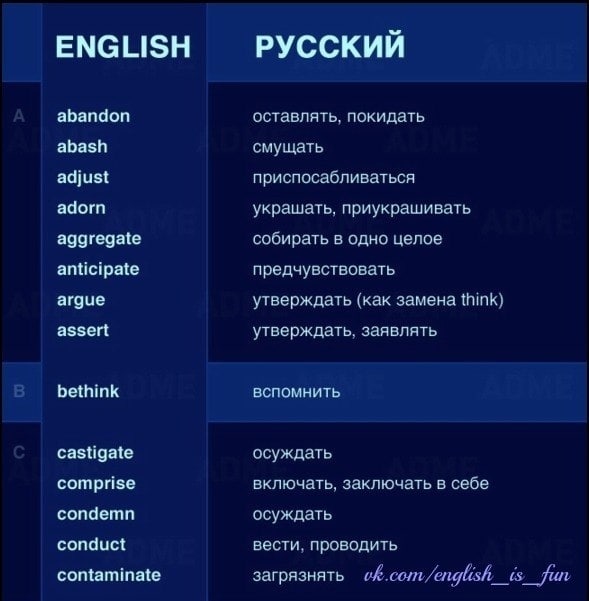 ENGLISH РУССКИЙ
A abandon оставлять, покидать
abash смущать
adjust приспосабливаться
adorn украшать, приукрашивать
aggregate собирать в одно целое
anticipate предчувствовать
argue утверждать (как замена think)
assert утверждать, заявлять
B bethink вспомнить
C castigate осуждать
comprise включать, заключать в себе
condemn осуждать
conduct вести, проводить
contaminate загрязнять vk.com/english_is_fun
ADME